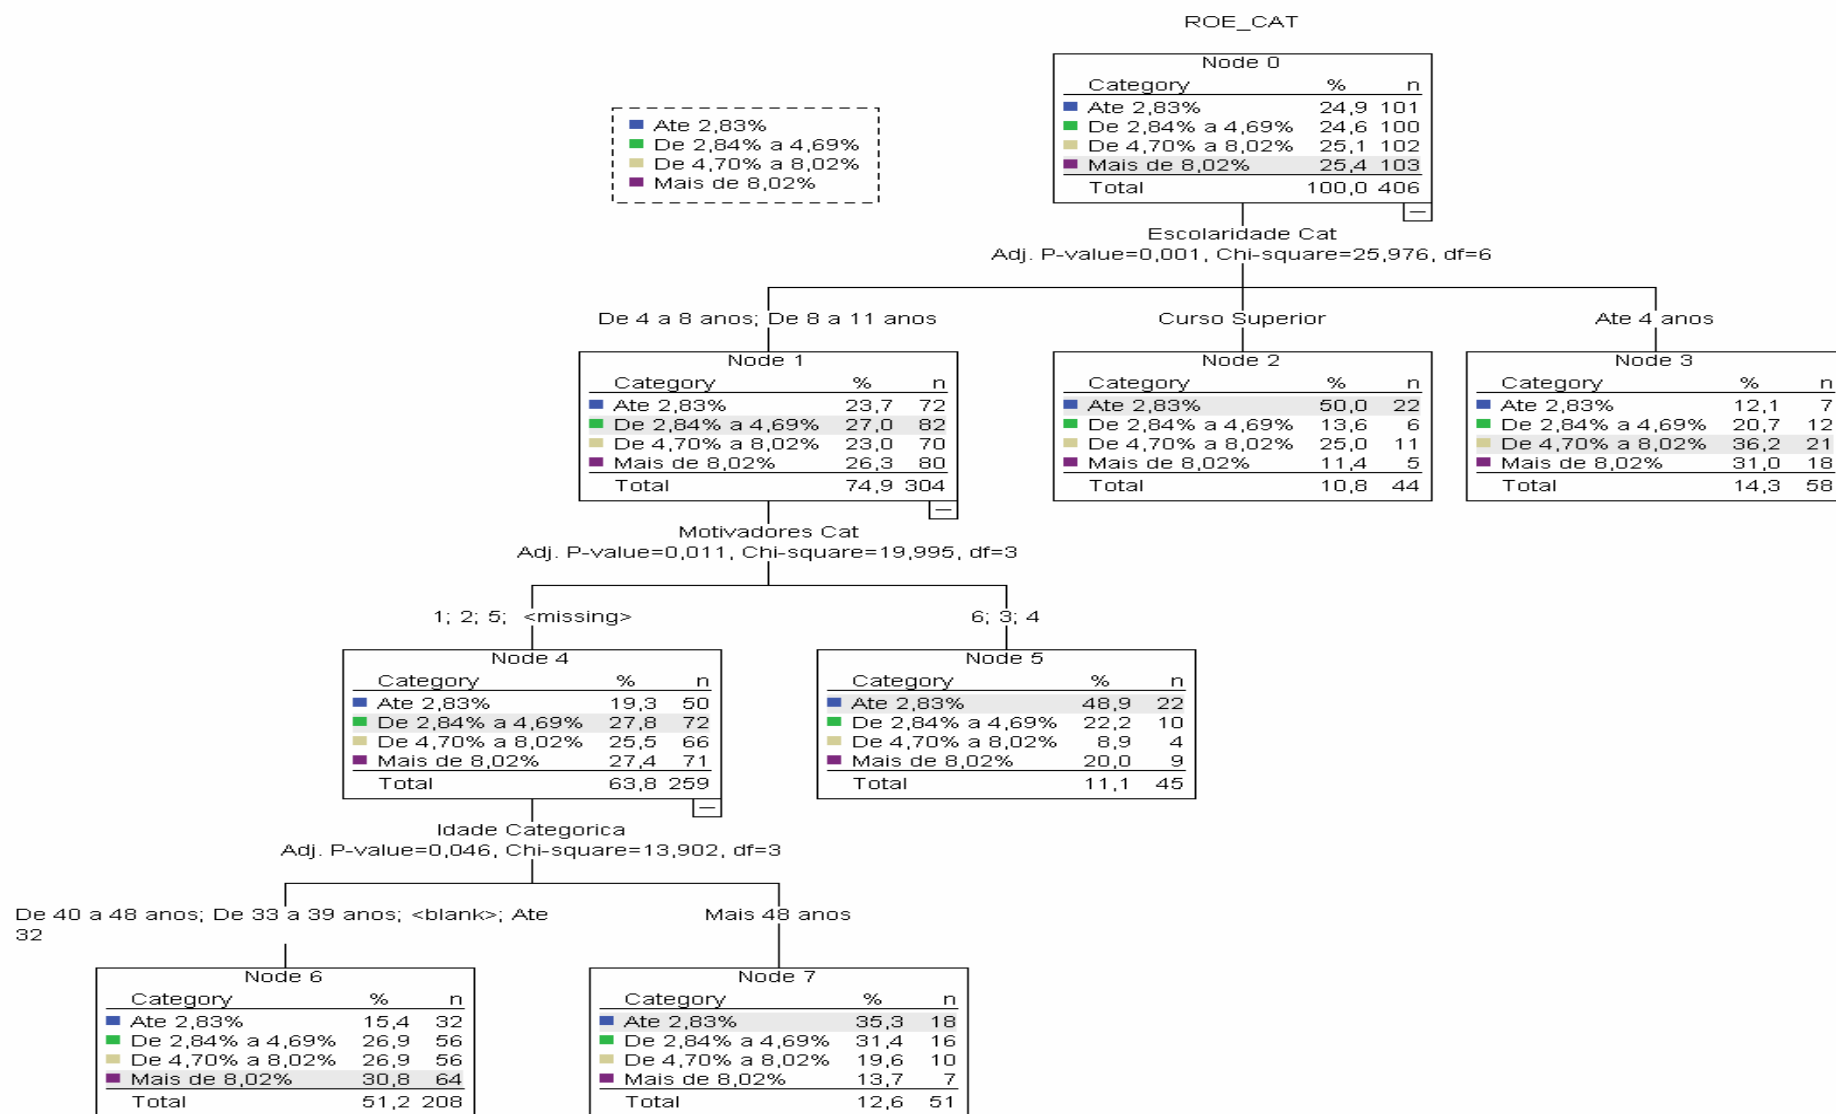 ROE_CAT
Ate 2,83%
De 2,84% a 4,69%
De 4,70% a 8,02%
Mais de 8,02%
Node 0
Category % n
Ate 2,83% 24,9 101
De 2,84% a 4,69% 24,6 100
De 4,70% a 8,02% 25,1 102
Mais de 8,02% 25,4 103
Total 100,0 406
Escolaridade Cat
Adj. P-value=0,001, Chi-square=25,976, df=6
De 4 a 8 anos; De 8 a 11 anos
Curso Superior
Ate 4 anos
Node 1
Category % n
Ate 2,83% 23,7 72
De 2,84% a 4,69% 27,0 82
De 4,70% a 8,02% 23,0 70
Mais de 8,02% 26,3 80
Total 74,9 304
Node 2
Category % n
Ate 2,83% 50,0 22
De 2,84% a 4,69% 13,6 6
De 4,70% a 8,02% 25,0 11
Mais de 8,02% 11,4 5
Total 10,8 44
Node 3
Category % n
Ate 2,83% 12,1 7
De 2,84% a 4,69% 20,7 12
De 4,70% a 8,02% 36,2 21
Mais de 8,02% 31,0 18
Total 14,3 58
Motivadores Cat
Adj. P-value=0,011, Chi-square=19,995, df=3
1; 2; 5; <missing>
6; 3; 4
Node 4
Category % n
Ate 2,83% 19,3 50
De 2,84% a 4,69% 27,8 72
De 4,70% a 8,02% 25,5 66
Mais de 8,02% 27,4 71
Total 63,8 259
Node 5
Category % n
Ate 2,83% 48,9 22
De 2,84% a 4,69% 22,2 10
De 4,70% a 8,02% 8,9 4
Mais de 8,02% 20,0 9
Total 11,1 45
Idade Categorica
Adj. P-value=0,046, Chi-square=13,902, df=3
De 40 a 48 anos; De 33 a 39 anos; <blank>; Ate
32
Mais 48 anos
Node 6
Category % n
Ate 2,83% 15,4 32
De 2,84% a 4,69% 26,9 56
De 4,70% a 8,02% 26,9 56
Mais de 8,02% 30,8 64
Total 51,2 208
Node 7
Category % n
Ate 2,83% 35,3 18
De 2,84% a 4,69% 31,4 16
De 4,70% a 8,02% 19,6 10
Mais de 8,02% 13,7 7
Total 12,6 51